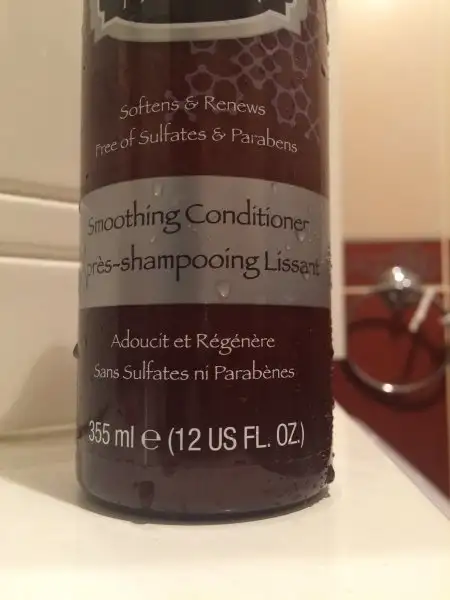 Softens & Renews
Free of Sulfates & Parabens
Smoothing Conditioner
près-shampooing Lissant
Adoucit et Régénère
Sans Sulfates ni Parabènes
355 ml e (12 US FL. OZ.)